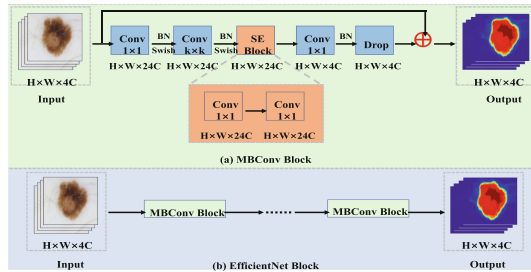 Conv
1×1
BN
Swish
Conv
k×k
BN
Swish
SE
Block
Conv
1×1
BN
Drop
H×W×4C
H×W×24C
H×W×24C
H×W×24C
H×W×4C
H×W×4C
H×W×4C
Input
Output
Conv
1×1
Conv
1×1
H×W×24C
H×W×24C
(a) MBConv Block
MBConv Block
......
MBConv Block
H×W×4C
H×W×4C
Input
Output
(b) EfficientNet Block